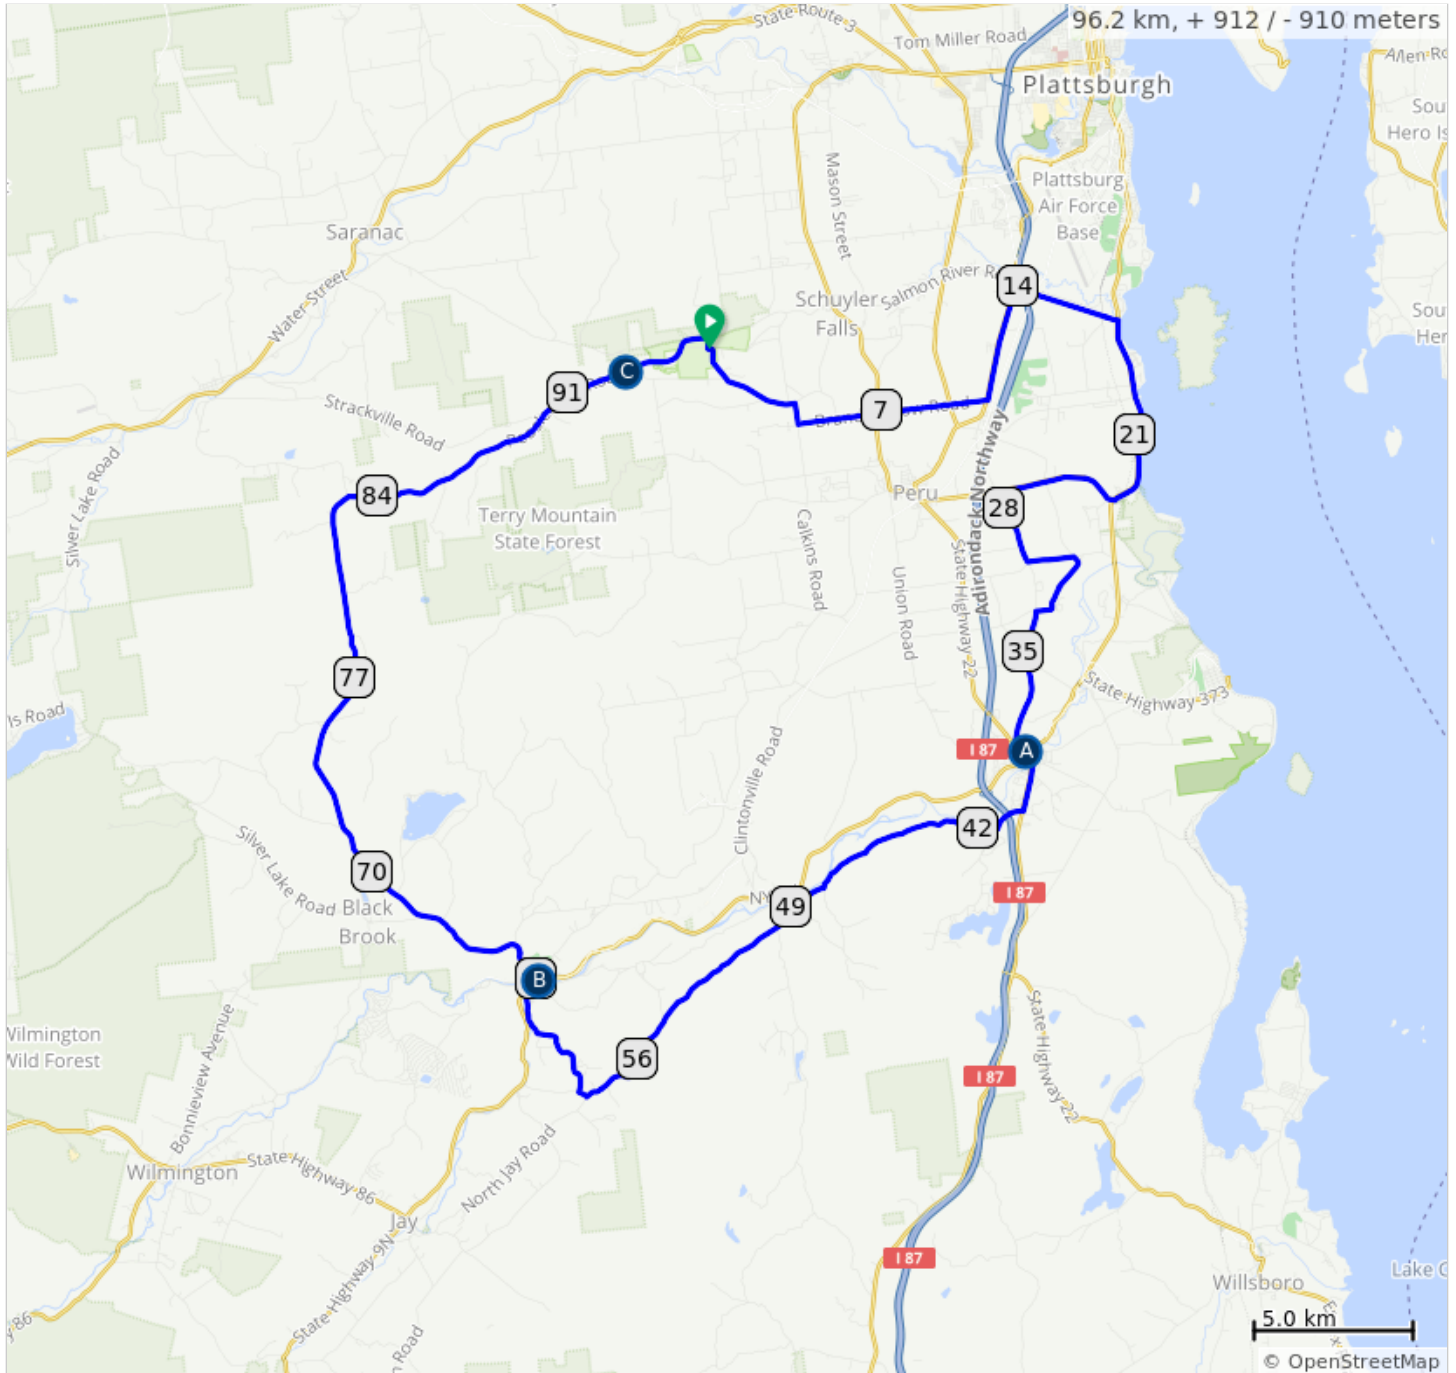 96.2 km, + 912 / - 910 meters
State Route 3
Tom Miller Road
Allen Ro
Plattsburgh
Sou
Hero Is
Mason Street
Plattsburg
Air Force
Base
Saranac
Water Street
Salmon River R
14
Schuyler
Falls
Sou
Her
C
91
7
Strackville Road
21
84
Silver Lake Road
Peru
28
Adirondack Northway
Terry Mountain
State Forest
Calkins Road
Union Road
State Highway 22
35
77
State Highway 373
ls Road
I 87
A
Clintonville Road
42
Silver Lake Road
70
Black
Brook
NY
49
I 87
B
State Highway 22
Wilmington
Wild Forest
Bonnieview Avenue
56
I 87
Wilmington
State Highway 86
North Jay Road
Jay
State Highway 9N
I 87
Willsboro
Lake C
y 86
n Road
5.0 km
© OpenStreetMap